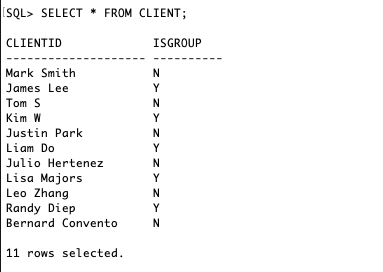 SQL> SELECT * FROM CLIENT;
CLIENTID ISGROUP
------------------- ----------
Mark Smith N
James Lee Y
Tom S N
Kim W Y
Justin Park N
Liam Do Y
Julio Hertenez N
Lisa Majors Y
Leo Zhang N
Randy Diep Y
Bernard Convento N
11 rows selected.